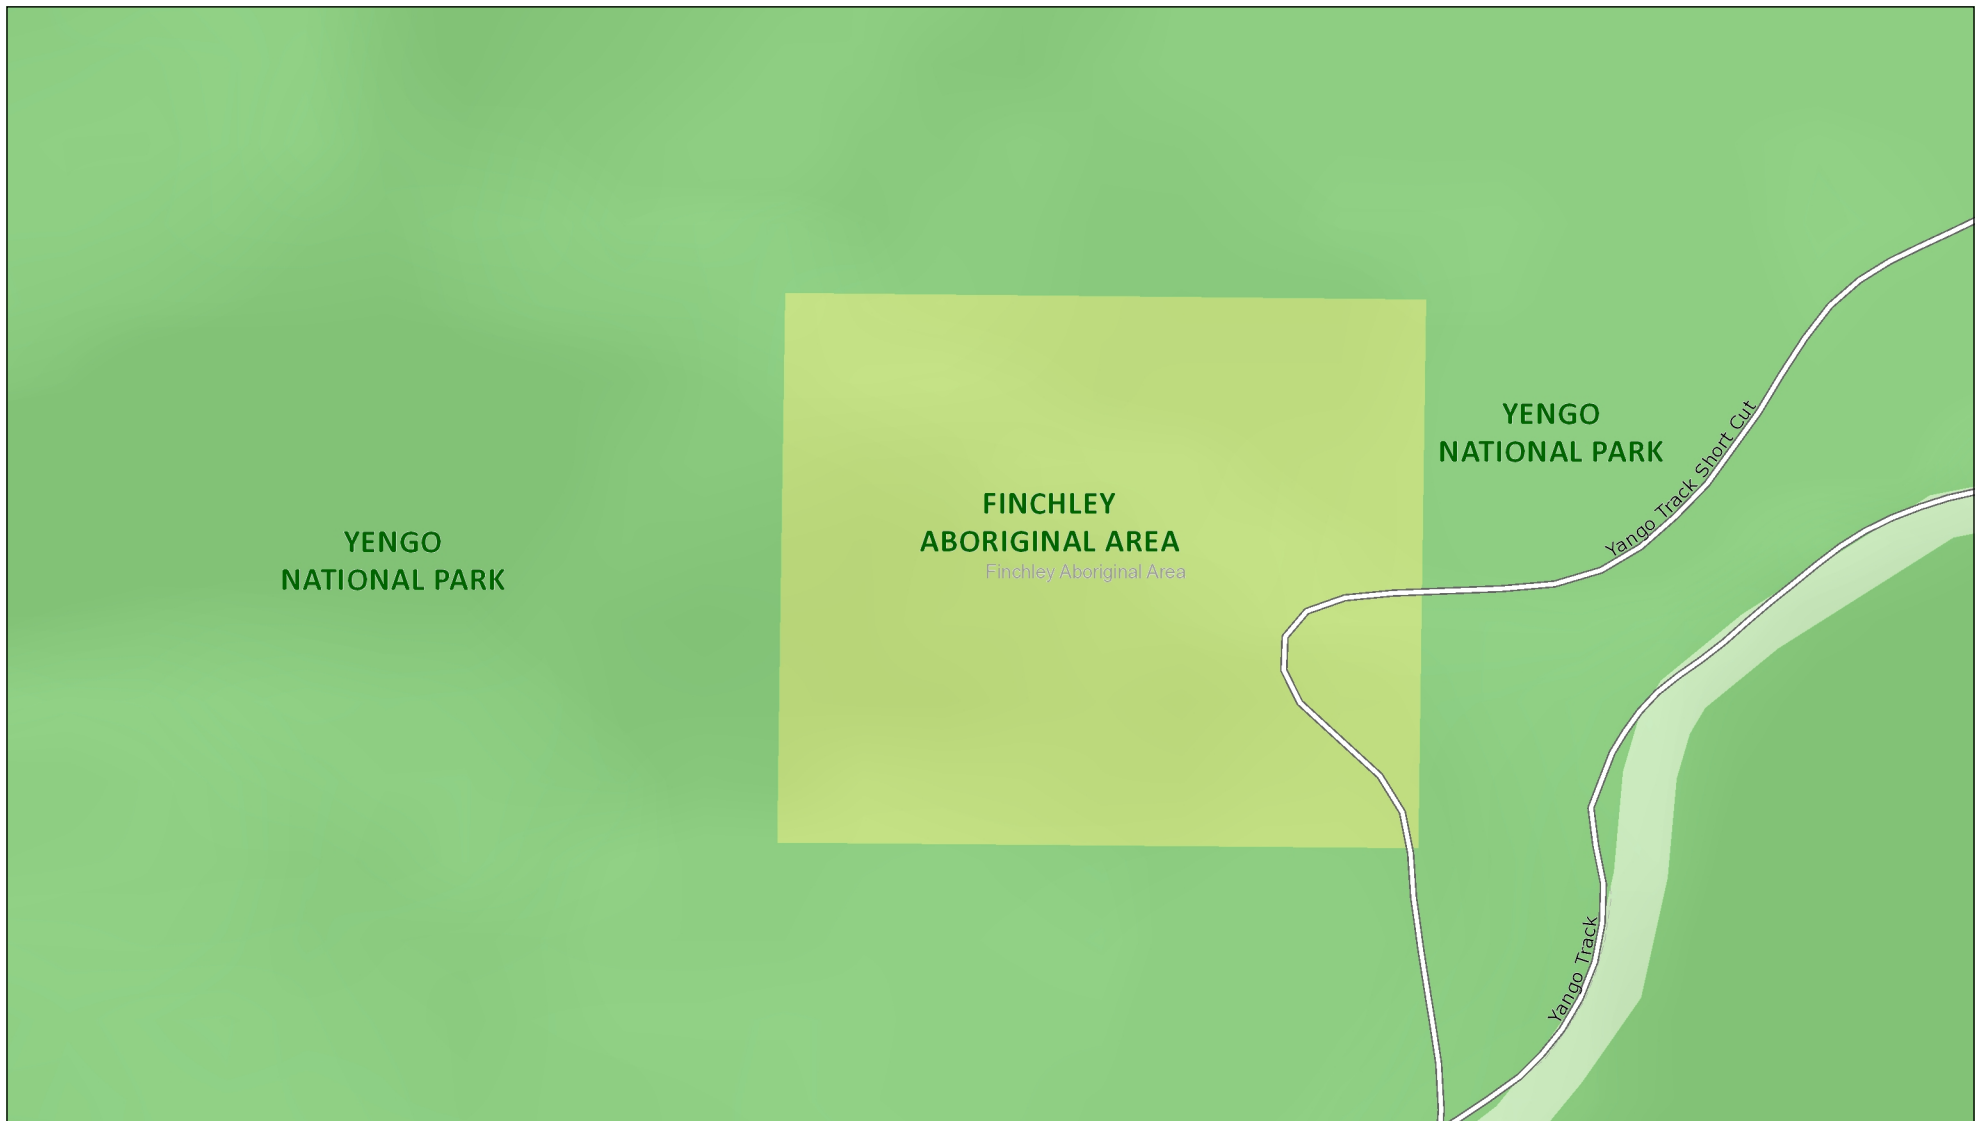 YENGO
NATIONAL PARK
FINCHLEY
ABORIGINAL AREA
Finchley Aboriginal Area
YENGO
NATIONAL PARK
Yango Track Short Cut
Yango Track